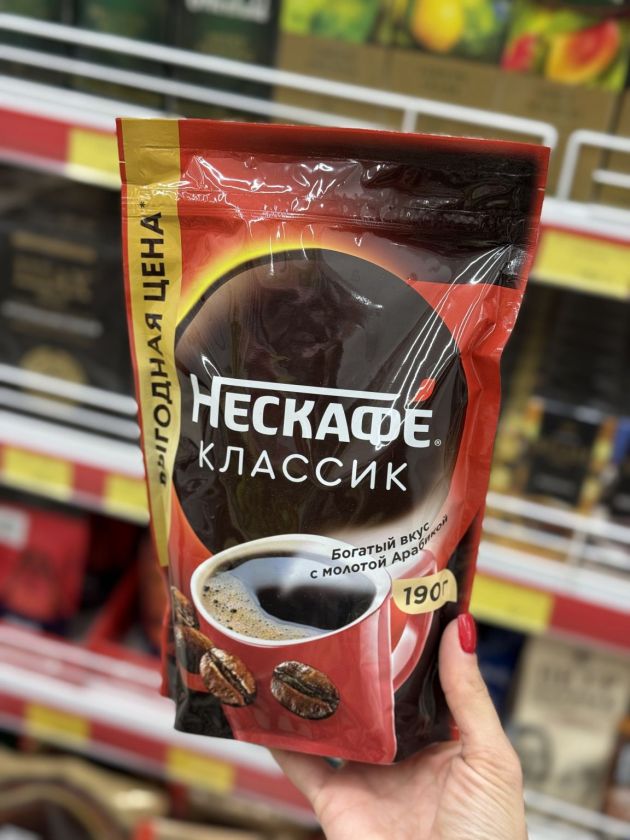 ВЫГОДНАЯ ЦЕНА*
НЕСКАФЕ®
КЛАССИК
Богатый вкус
с молотой Арабикой
190г